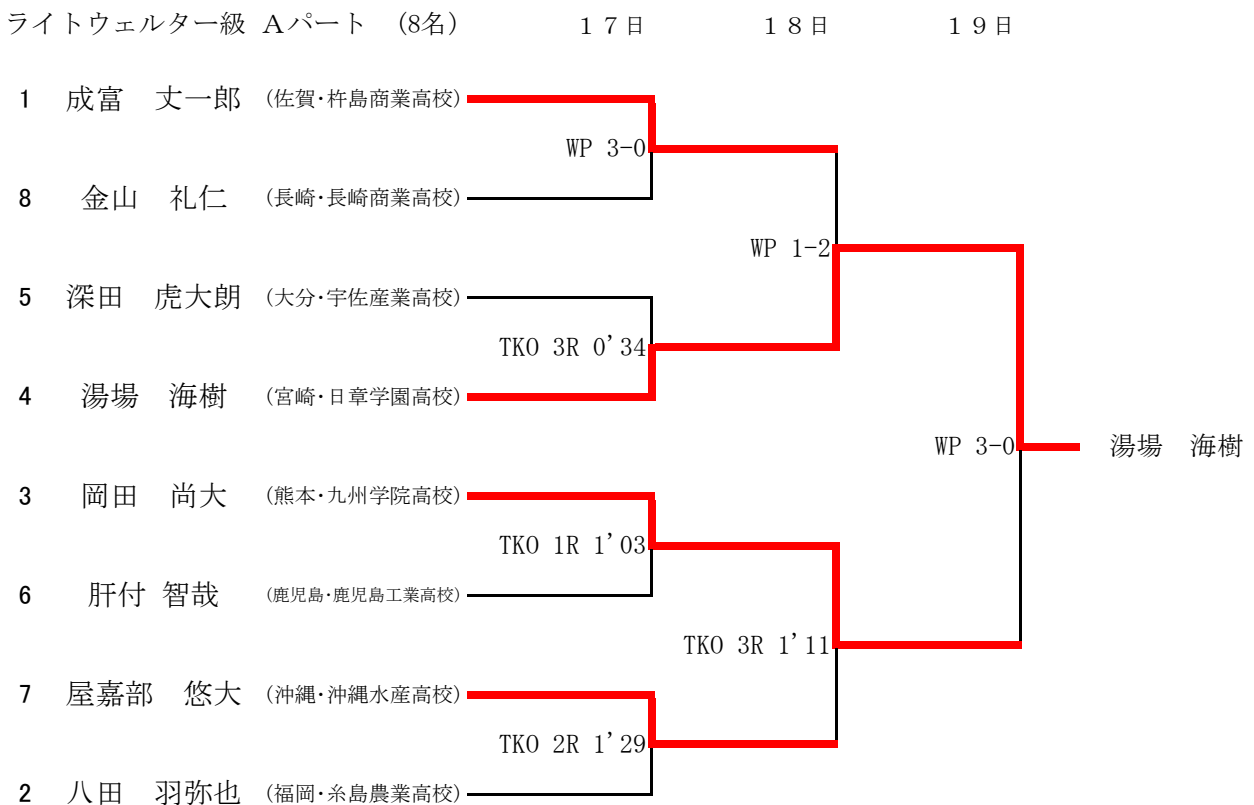 ライトウェルター級 Aパート (8名) 17日 18日 19日
1 成富 丈一郎 (佐賀・杵島商業高校)
WP 3-0
8 金山 礼仁 (長崎・長崎商業高校)
WP 1-2
5 深田 虎大朗 (大分・宇佐産業高校)
TKO 3R 0'34
4 湯場 海樹 (宮崎・日章学園高校)
WP 3-0 湯場 海樹
3 岡田 尚大 (熊本・九州学院高校)
TKO 1R 1'03
6 肝付 智哉 (鹿児島・鹿児島工業高校)
TKO 3R 1'11
7 屋嘉部 悠大 (沖縄・沖縄水産高校)
TKO 2R 1'29
2 八田 羽弥也 (福岡・糸島農業高校)